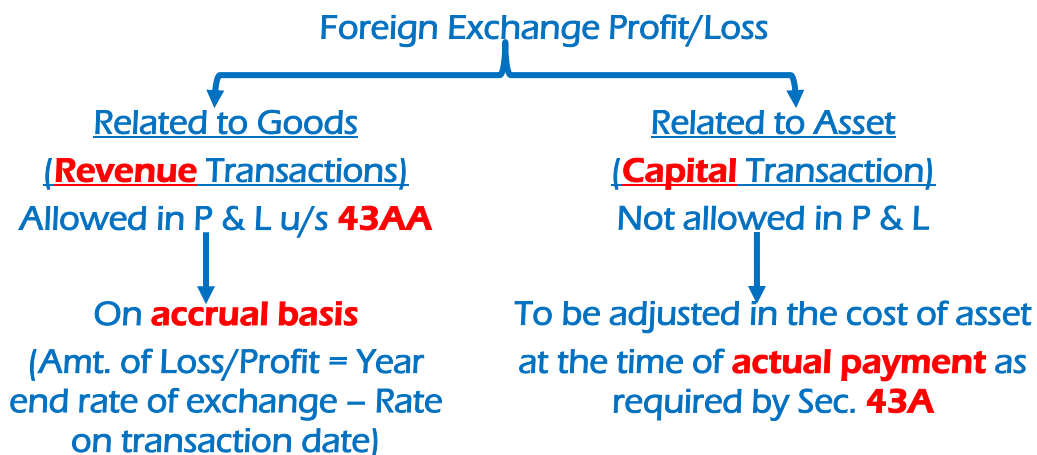 Foreign Exchange Profit/Loss
Related to Goods
(Revenue Transactions)
Allowed in P & L u/s 43AA
On accrual basis
(Amt. of Loss/Profit = Year
end rate of exchange – Rate
on transaction date)
Related to Asset
(Capital Transaction)
Not allowed in P & L
To be adjusted in the cost of asset
at the time of actual payment as
required by Sec. 43A